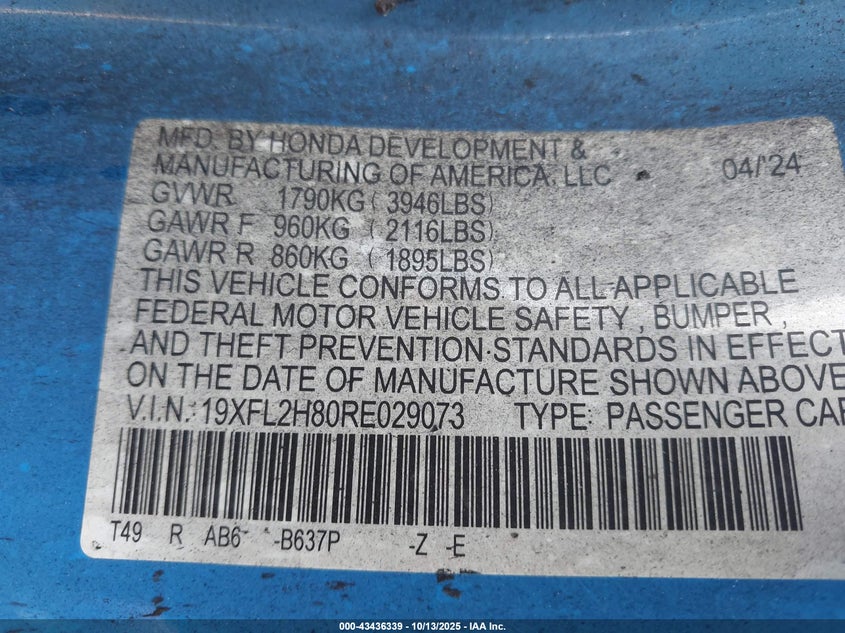 MFD. BY HONDA DEVELOPMENT &
MANUFACTURING OF AMERICA, LLC 04/'24
GVWR 1790KG ( 3946LBS)
GAWR F 960KG ( 2116LBS)
GAWR R 860KG ( 1895LBS)
THIS VEHICLE CONFORMS TO ALL APPLICABLE
FEDERAL MOTOR VEHICLE SAFETY , BUMPER ,
AND THEFT PREVENTION STANDARDS IN EFFECT
ON THE DATE OF MANUFACTURE SHOWN ABOVE
V.I.N.: 19XFL2H80RE029073 TYPE: PASSENGER CAR
T49 R AB6 -B637P -Z -E
000-43436339 | 10/13/2025 - IAA Inc.